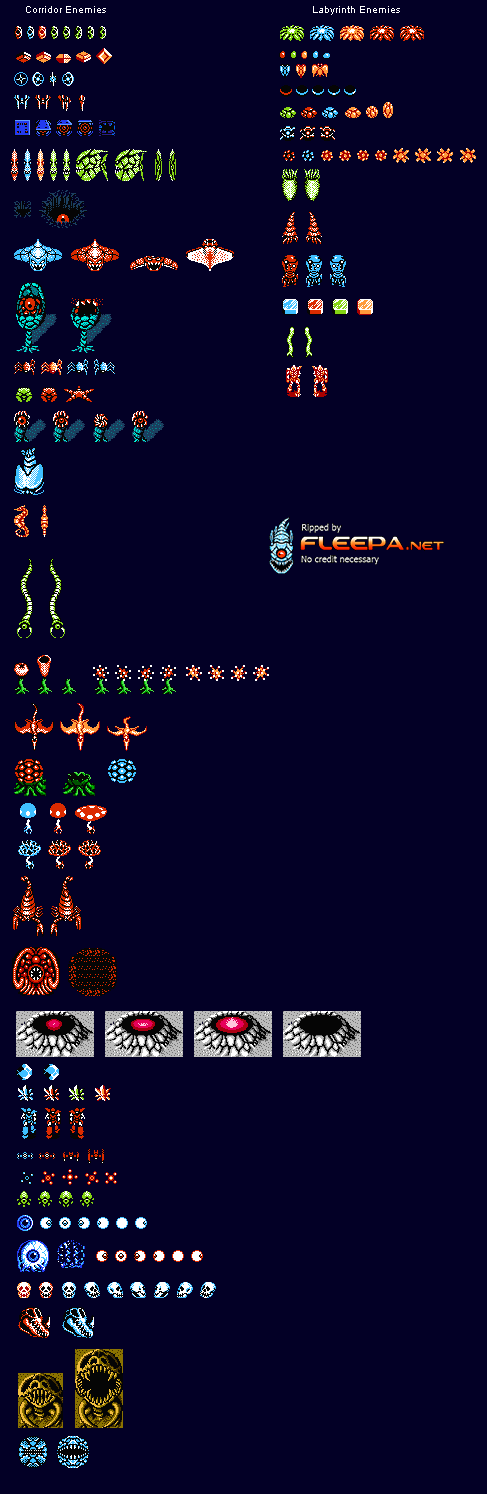 Corridor Enemies
Labyrinth Enemies
Ripped by
FLEEPA.NET
No credit necessary